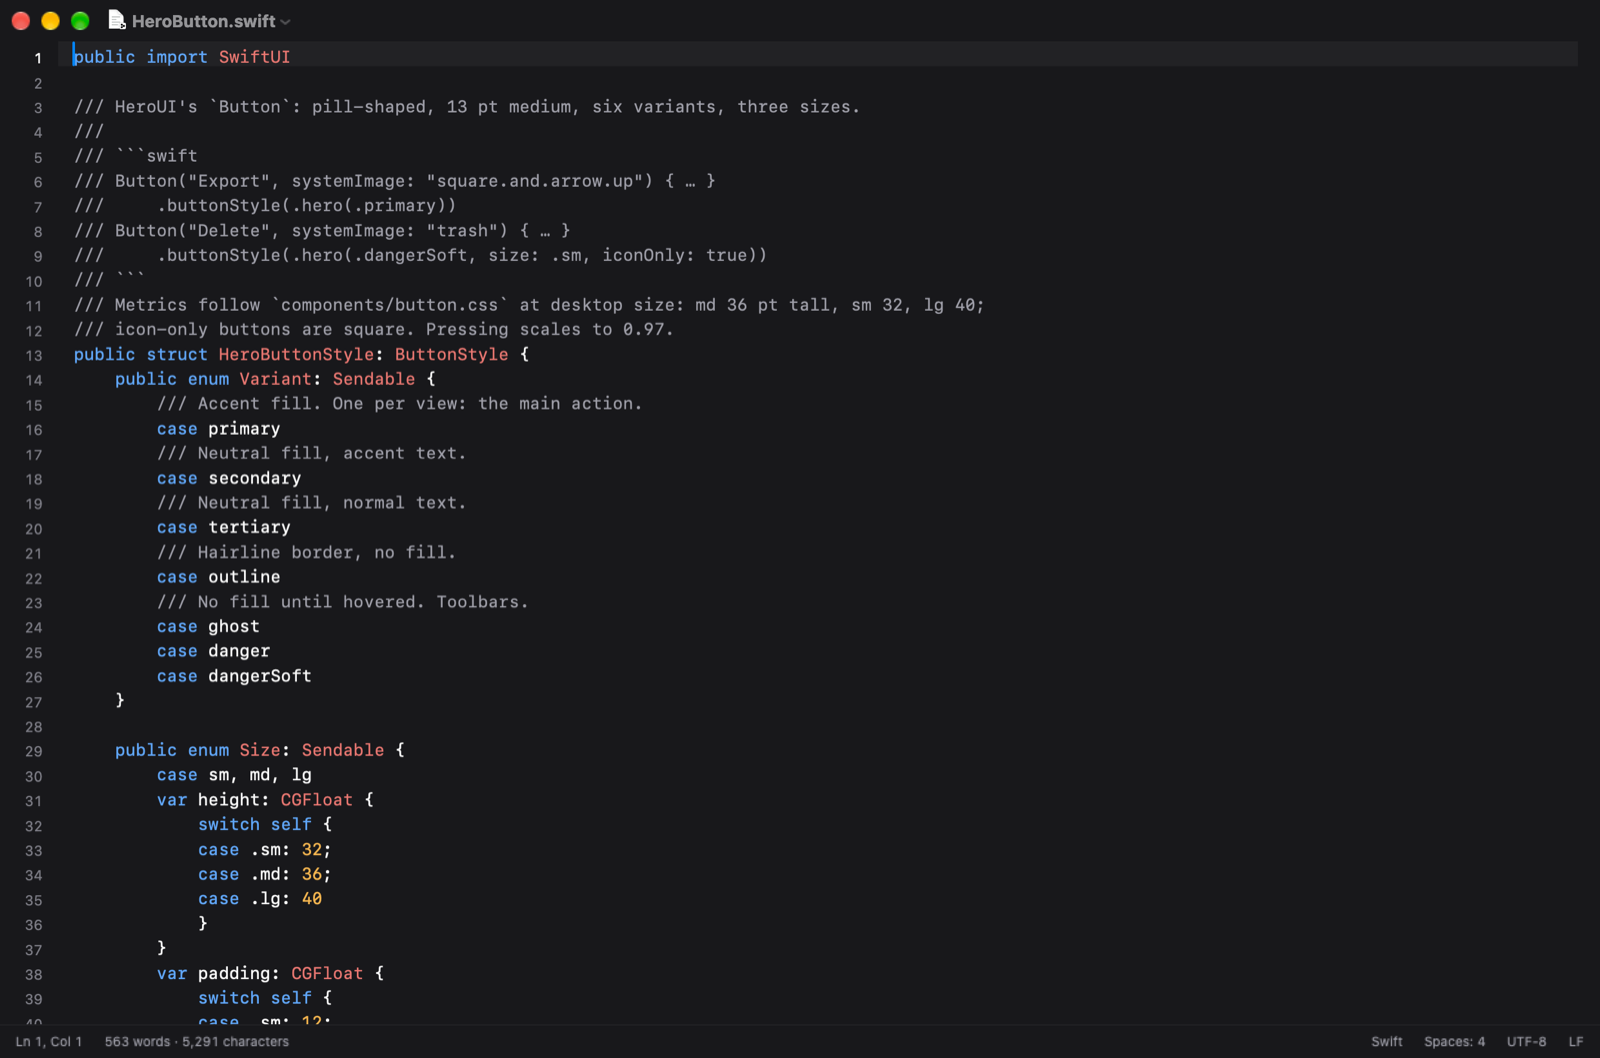 HeroButton.swift
1 public import SwiftUI
2
3 /// HeroUI's `Button`: pill-shaped, 13 pt medium, six variants, three sizes.
4 ///
5 /// ```swift
6 /// Button("Export", systemImage: "square.and.arrow.up") { … }
7 ///     .buttonStyle(.hero(.primary))
8 /// Button("Delete", systemImage: "trash") { … }
9 ///     .buttonStyle(.hero(.dangerSoft, size: .sm, iconOnly: true))
10 /// ```
11 /// Metrics follow `components/button.css` at desktop size: md 36 pt tall, sm 32, lg 40;
12 /// icon-only buttons are square. Pressing scales to 0.97.
13 public struct HeroButtonStyle: ButtonStyle {
14     public enum Variant: Sendable {
15         /// Accent fill. One per view: the main action.
16         case primary
17         /// Neutral fill, accent text.
18         case secondary
19         /// Neutral fill, normal text.
20         case tertiary
21         /// Hairline border, no fill.
22         case outline
23         /// No fill until hovered. Toolbars.
24         case ghost
25         case danger
26         case dangerSoft
27     }
28
29     public enum Size: Sendable {
30         case sm, md, lg
31         var height: CGFloat {
32             switch self {
33             case .sm: 32;
34             case .md: 36;
35             case .lg: 40
36             }
37         }
38         var padding: CGFloat {
39             switch self {
40             case .sm: 12;
Ln 1, Col 1 563 words · 5,291 characters Swift Spaces: 4 UTF-8 LF